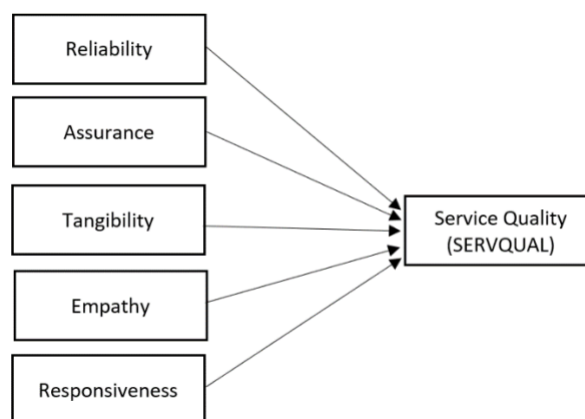 Reliability
Assurance
Tangibility
Empathy
Responsiveness
Service Quality
(SERVQUAL)